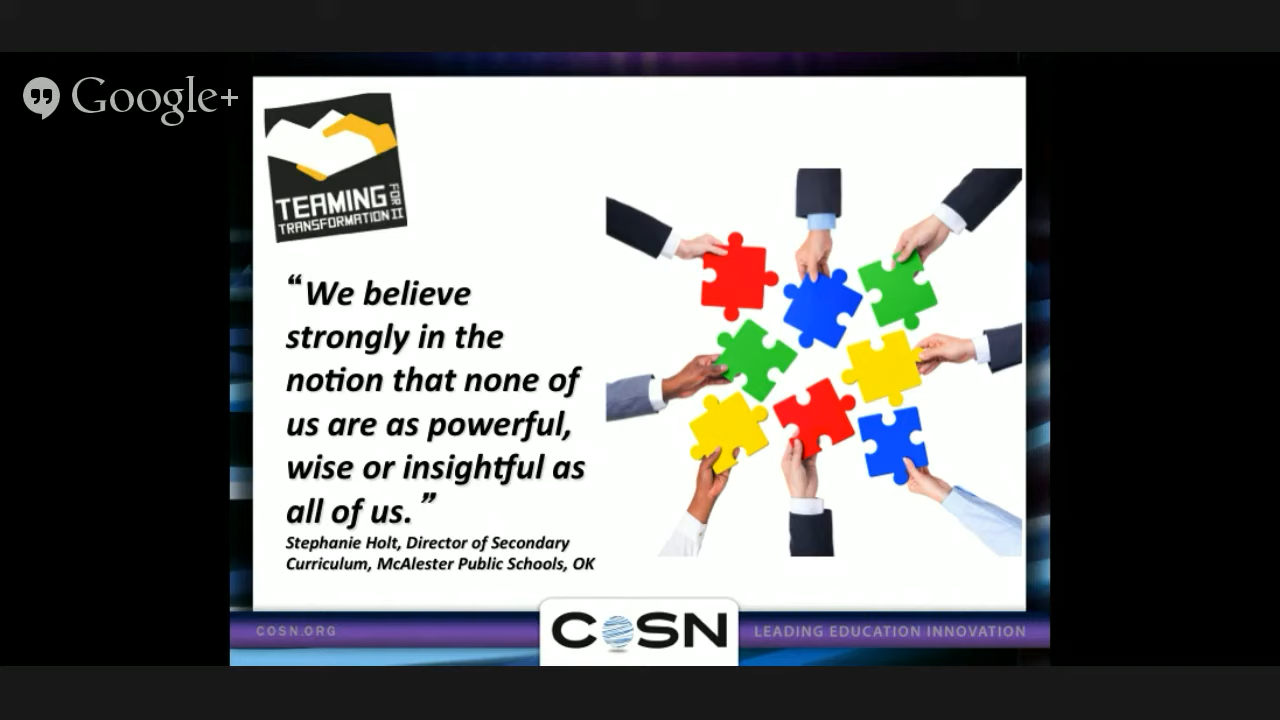 Google+
TEAMING FOR
TRANSFORMATION II
“We believe
strongly in the
notion that none of
us are as powerful,
wise or insightful as
all of us.”
Stephanie Holt, Director of Secondary
Curriculum, McAlester Public Schools, OK
COSN.ORG
COSN
LEADING EDUCATION INNOVATION